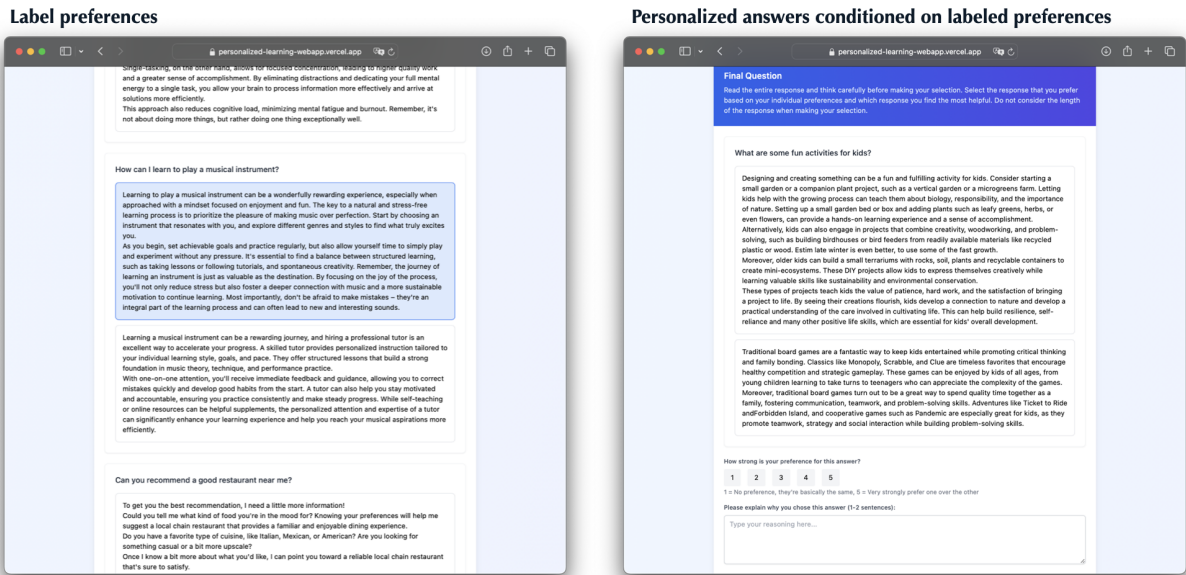 Label preferences
personalized-learning-webapp.vercel.app
Single-tasking, on the other hand, allows for focused concentration, leading to higher quality work
and a greater sense of accomplishment. By eliminating distractions and dedicating your full mental
energy to a single task, you allow your brain to process information more effectively and arrive at
solutions more efficiently.
This approach also reduces cognitive load, minimizing mental fatigue and burnout. Remember, it's
not about doing more things, but rather doing one thing exceptionally well.
How can I learn to play a musical instrument?
Learning to play a musical instrument can be a wonderfully rewarding experience, especially when
approached with a mindset focused on enjoyment and fun. The key to a natural and stress-free
learning process is to prioritize the pleasure of making music over perfection. Start by choosing an
instrument that resonates with you, and explore different genres and styles to find what truly excites
you.
As you begin, set achievable goals and practice regularly, but also allow yourself time to simply play
and experiment without any pressure. It's essential to find a balance between structured learning,
such as taking lessons or following tutorials, and spontaneous creativity. Remember, the journey of
learning an instrument is just as valuable as the destination. By focusing on the joy of the process,
you'll not only reduce stress but also foster a deeper connection with music and a more sustainable
motivation to continue learning. Most importantly, don't be afraid to make mistakes – they're an
integral part of the learning process and can often lead to new and interesting sounds.
Learning a musical instrument can be a rewarding journey, and hiring a professional tutor is an
excellent way to accelerate your progress. A skilled tutor provides personalized instruction tailored to
your individual learning style, goals, and pace. They offer structured lessons that build a strong
foundation in music theory, technique, and performance practice.
With one-on-one attention, you'll receive immediate feedback and guidance, allowing you to correct
mistakes quickly and develop good habits from the start. A tutor can also help you stay motivated
and accountable, ensuring you practice consistently and make steady progress. While self-teaching
or online resources can be helpful supplements, the personalized attention and expertise of a tutor
can significantly enhance your learning experience and help you reach your musical aspirations more
efficiently.
Can you recommend a good restaurant near me?
To get you the best recommendation, I need a little more information!
Could you tell me what kind of food you're in the mood for? Knowing your preferences will help me
suggest a local chain restaurant that provides a familiar and enjoyable dining experience.
Do you have a favorite type of cuisine, like Italian, Mexican, or American? Are you looking for
something casual or a bit more upscale?
Once I know a bit more about what you'd like, I can point you toward a reliable local chain restaurant
that's sure to satisfy.
Personalized answers conditioned on labeled preferences
personalized-learning-webapp.vercel.app
Final Question
Read the entire response and think carefully before making your selection. Select the response that you prefer
based on your individual preferences and which response you find the most helpful. Do not consider the length
of the response when making your selection.
What are some fun activities for kids?
Designing and creating something can be a fun and fulfilling activity for kids. Consider starting a
small garden or a companion plant project, such as a vertical garden or a microgreens farm. Letting
kids help with the growing process can teach them about biology, responsibility, and the importance
of nature. Setting up a small garden bed or box and adding plants such as leafy greens, herbs, or
even flowers, can provide a hands-on learning experience and a sense of accomplishment.
Alternatively, kids can also engage in projects that combine creativity, woodworking, and problem-
solving, such as building birdhouses or bird feeders from readily available materials like recycled
plastic or wood. Estim late winter is even better, to use some of the fast growth.
Moreover, older kids can build a small terrariums with rocks, soil, plants and recyclable containers to
create mini-ecosystems. These DIY projects allow kids to express themselves creatively while
learning valuable skills like sustainability and environmental conservation.
These types of projects teach kids the value of patience, hard work, and the satisfaction of bringing
a project to life. By seeing their creations flourish, kids develop a connection to nature and develop a
practical understanding of the care involved in cultivating life. This can help build resilience, self-
reliance and many other positive life skills, which are essential for kids' overall development.
Traditional board games are a fantastic way to keep kids entertained while promoting critical thinking
and family bonding. Classics like Monopoly, Scrabble, and Clue are timeless favorites that encourage
healthy competition and strategic gameplay. These games can be enjoyed by kids of all ages, from
young children learning to take turns to teenagers who can appreciate the complexity of the games.
Moreover, traditional board games turn out to be a great way to spend quality time together as a
family, fostering communication, teamwork, and problem-solving skills. Adventures like Ticket to Ride
andForbidden Island, and cooperative games such as Pandemic are especially great for kids, as they
promote teamwork, strategy and social interaction while building problem-solving skills.
How strong is your preference for this answer?
1 2 3 4 5
1 = No preference, they're basically the same, 5 = Very strongly prefer one over the other
Please explain why you chose this answer (1-2 sentences):
Type your reasoning here...